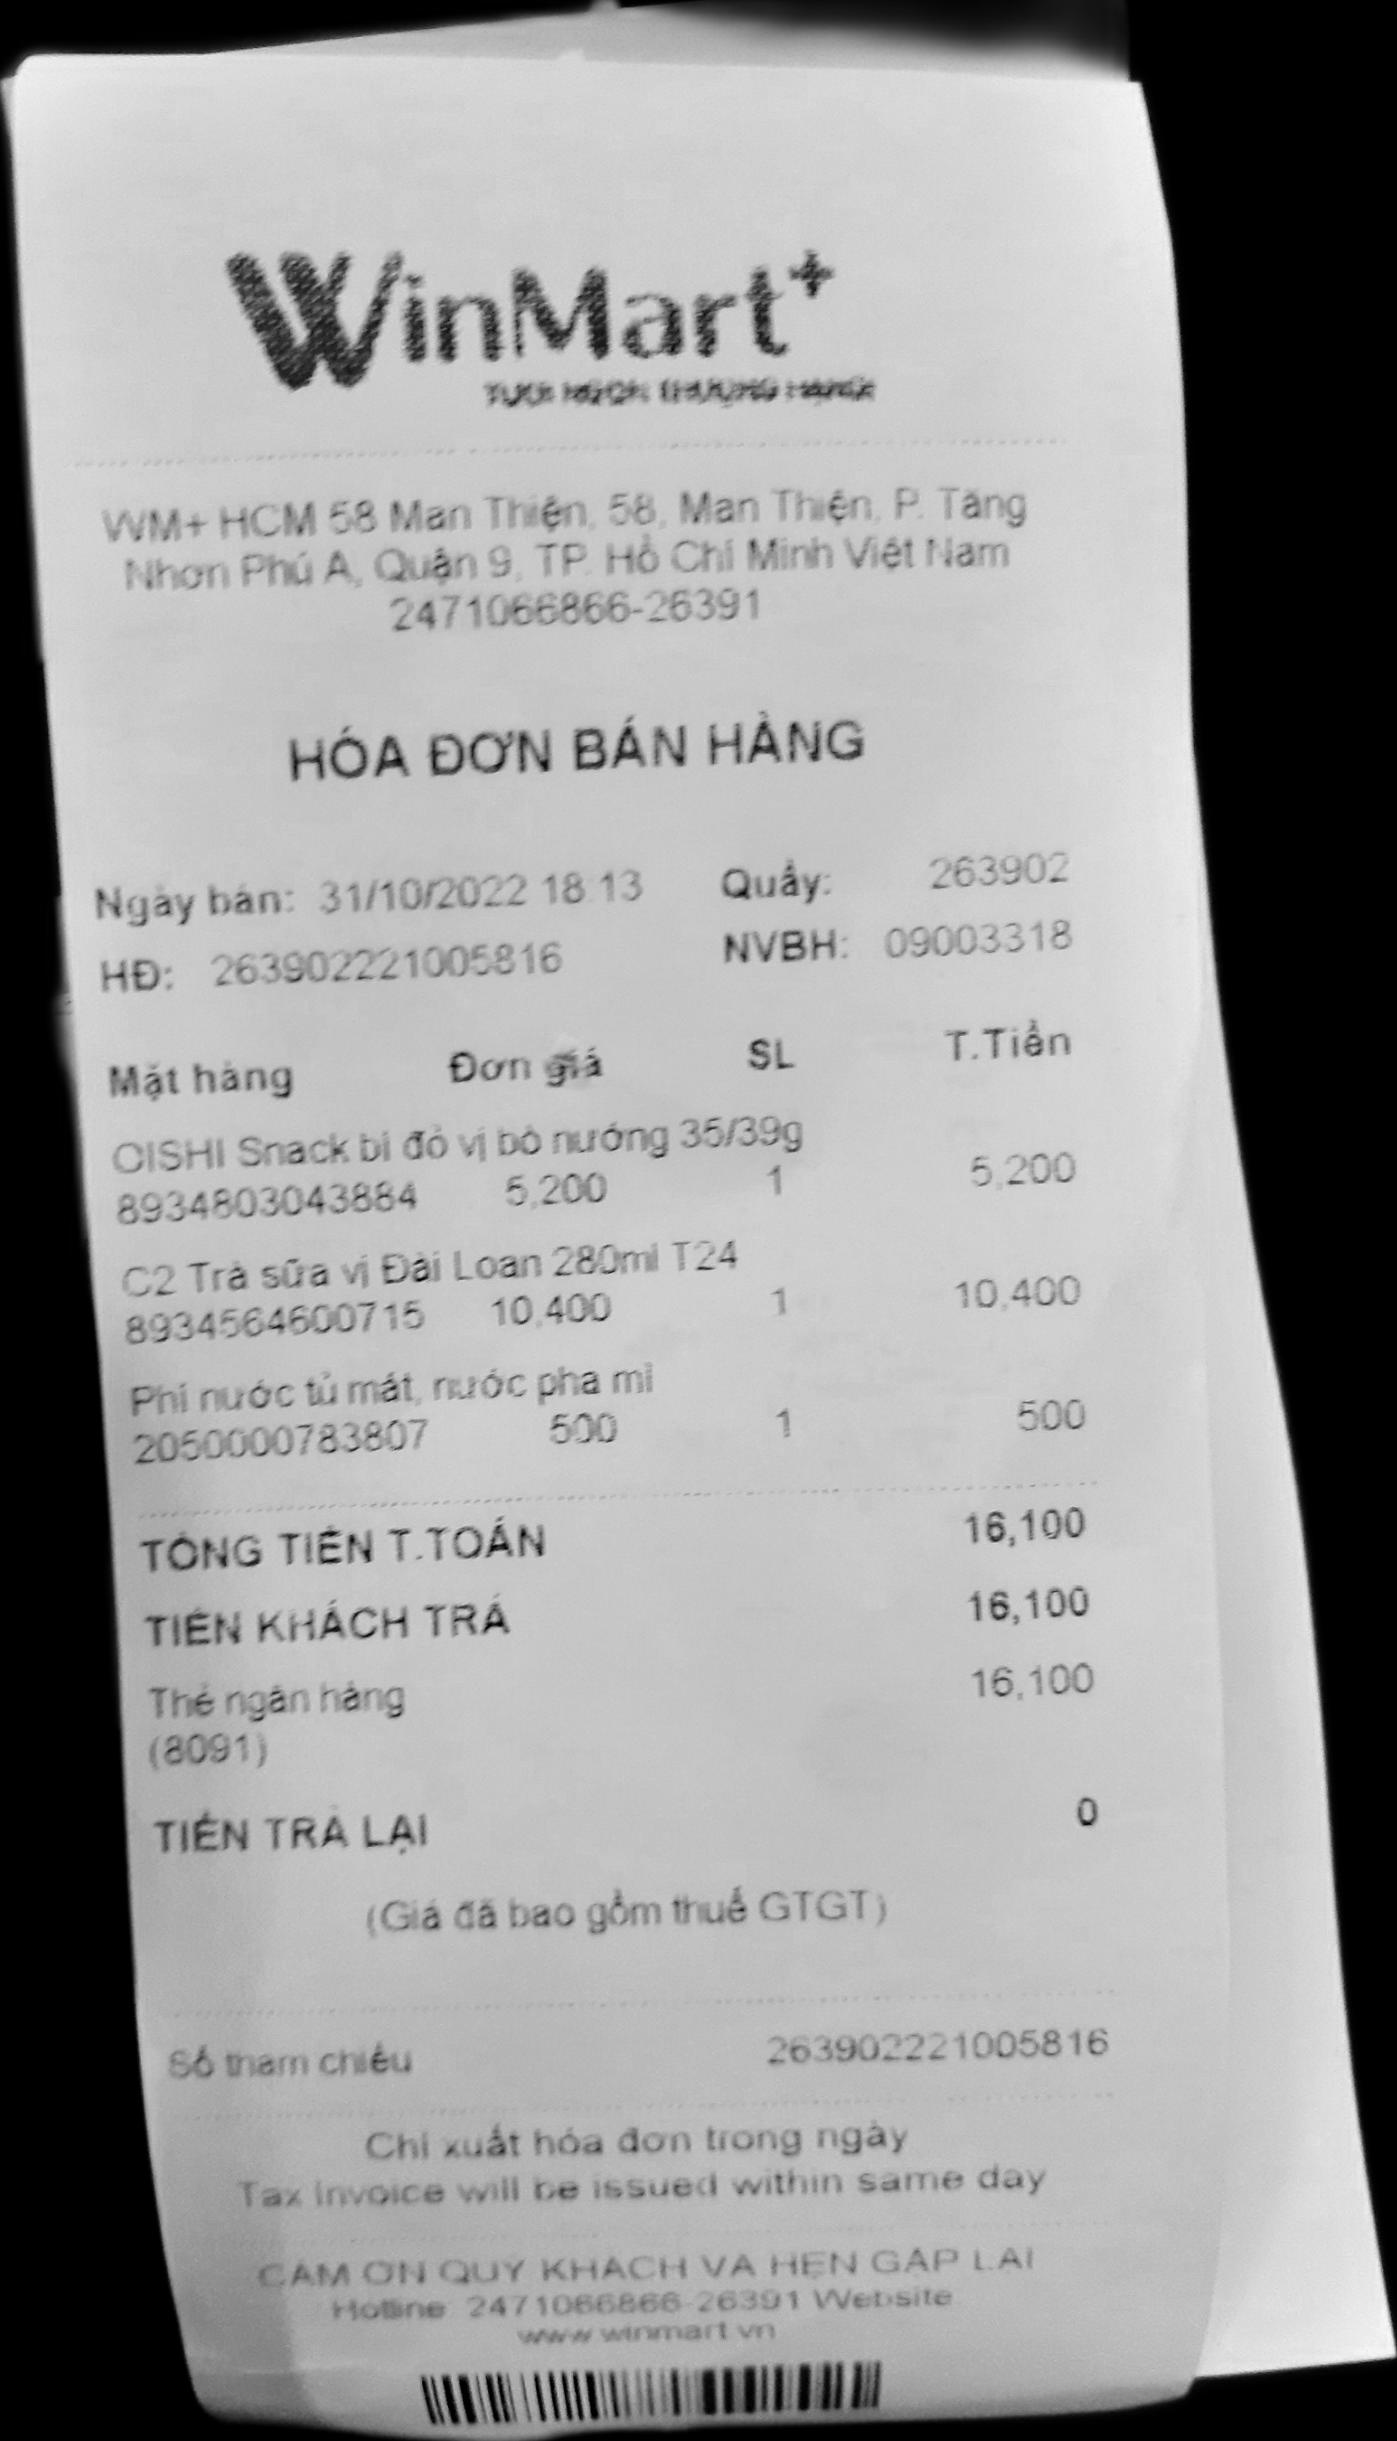 WinMart+
TƯƠI NGON THƯỢNG HẠNG
WM+ HCM 58 Man Thiện, 58, Man Thiện, P. Tăng
Nhơn Phú A, Quận 9, TP. Hồ Chí Minh Việt Nam
2471066866-26391
HÓA ĐƠN BÁN HÀNG
Ngày bán: 31/10/2022 18:13 Quầy: 263902
HĐ: 263902221005816 NVBH: 09003318
Mặt hàng Đơn giá SL T.Tiền
OISHI Snack bí đỏ vị bò nướng 35/39g
8934803043884 5,200 1 5,200
C2 Trà sữa vị Đài Loan 280ml T24
8934564600715 10,400 1 10,400
Phí nước tủ mát, nước pha mì
2050000783807 500 1 500
TỔNG TIỀN T.TOÁN 16,100
TIỀN KHÁCH TRẢ 16,100
Thẻ ngân hàng 16,100
(8091)
TIỀN TRẢ LẠI 0
(Giá đã bao gồm thuế GTGT)
Số tham chiếu 263902221005816
Chỉ xuất hóa đơn trong ngày
Tax invoice will be issued within same day
CẢM ƠN QUÝ KHÁCH VÀ HẸN GẶP LẠI
Hotline: 2471066866-26391 Website
www.winmart.vn